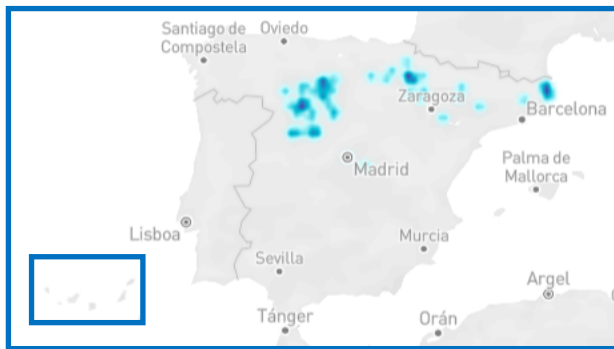 Santiago de
Compostela
Oviedo
Zaragoza
Barcelona
Madrid
Palma de
Mallorca
Lisboa
Murcia
Sevilla
Argel
Tánger
Orán